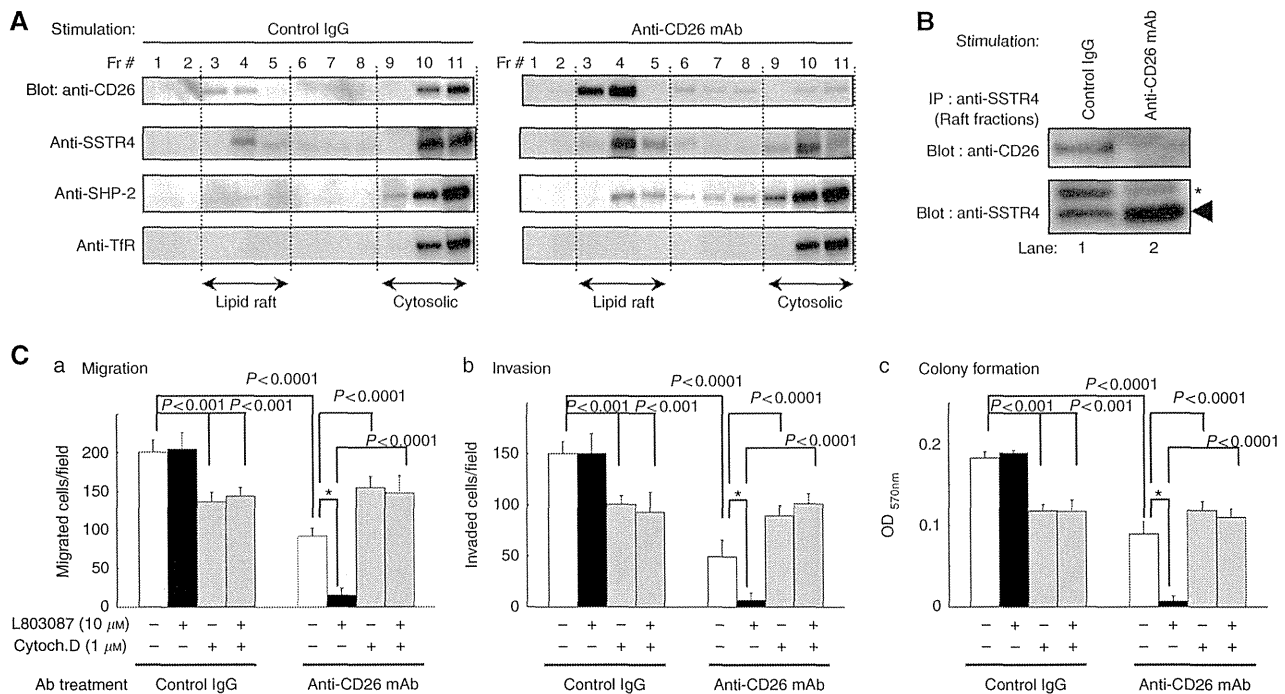 A
Stimulation:
Control IgG
Anti-CD26 mAb
Fr #
1 2 3 4 5 6 7 8 9 10 11
Fr #
1 2 3 4 5 6 7 8 9 10 11
Blot: anti-CD26
Anti-SSTR4
Anti-SHP-2
Anti-TfR
Lipid raft
Cytosolic
Lipid raft
Cytosolic
B
Stimulation:
Control IgG
Anti-CD26 mAb
IP : anti-SSTR4
(Raft fractions)
Blot : anti-CD26
Blot : anti-SSTR4
*
Lane: 1 2
C
a Migration
P<0.0001
P<0.001 P<0.001
P<0.0001
P<0.0001
*
Migrated cells/field
200
150
100
50
0
b Invasion
P<0.0001
P<0.001 P<0.001
P<0.0001
P<0.0001
*
Invaded cells/field
150
100
50
0
c Colony formation
P<0.0001
P<0.001 P<0.001
P<0.0001
P<0.0001
*
OD 570nm
0.2
0.1
0
L803087 (10 μM) – + – + – + – + – + – + – + – + – + – + – + – +
Cytoch.D (1 μM) – – + + – – + + – – + + – – + + – – + + – – + +
Ab treatment
Control IgG
Anti-CD26 mAb
Control IgG
Anti-CD26 mAb
Control IgG
Anti-CD26 mAb